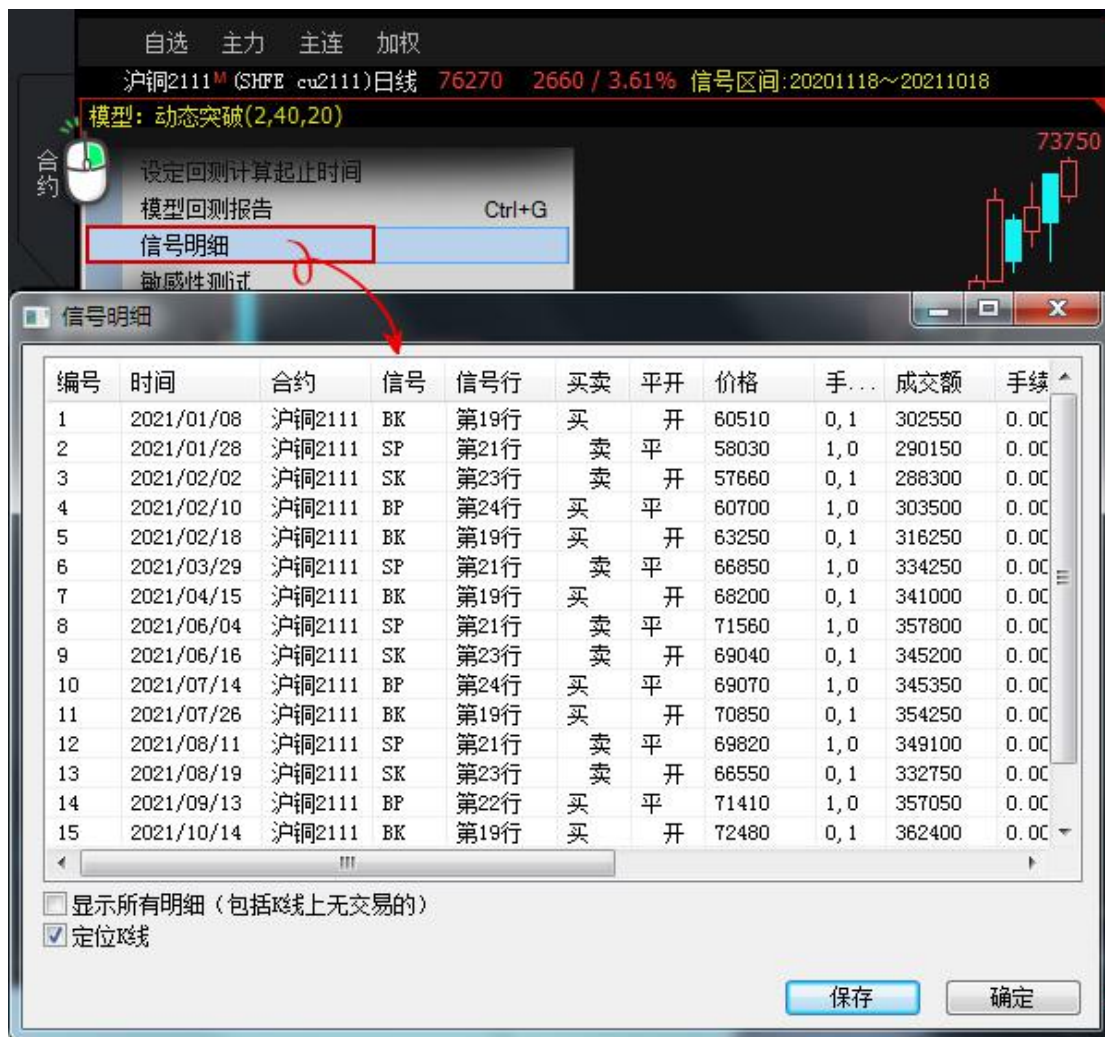 自选 主力 主连 加权
沪铜2111M (SHFE cu2111)日线 76270 2660 / 3.61% 信号区间:20201118~20211018
模型: 动态突破(2,40,20)
73750
合约
设定回测计算起止时间
模型回测报告 Ctrl+G
信号明细
敏感性测试
信号明细
编号 时间 合约 信号 信号行 买卖 平开 价格 手... 成交额 手续
1 2021/01/08 沪铜2111 BK 第19行 买 开 60510 0,1 302550 0.00
2 2021/01/28 沪铜2111 SP 第21行 卖 平 58030 1,0 290150 0.00
3 2021/02/02 沪铜2111 SK 第23行 卖 开 57660 0,1 288300 0.00
4 2021/02/10 沪铜2111 BP 第24行 买 平 60700 1,0 303500 0.00
5 2021/02/18 沪铜2111 BK 第19行 买 开 63250 0,1 316250 0.00
6 2021/03/29 沪铜2111 SP 第21行 卖 平 66850 1,0 334250 0.00
7 2021/04/15 沪铜2111 BK 第19行 买 开 68200 0,1 341000 0.00
8 2021/06/04 沪铜2111 SP 第21行 卖 平 71560 1,0 357800 0.00
9 2021/06/16 沪铜2111 SK 第23行 卖 开 69040 0,1 345200 0.00
10 2021/07/14 沪铜2111 BP 第24行 买 平 69070 1,0 345350 0.00
11 2021/07/26 沪铜2111 BK 第19行 买 开 70850 0,1 354250 0.00
12 2021/08/11 沪铜2111 SP 第21行 卖 平 69820 1,0 349100 0.00
13 2021/08/19 沪铜2111 SK 第23行 卖 开 66550 0,1 332750 0.00
14 2021/09/13 沪铜2111 BP 第22行 买 平 71410 1,0 357050 0.00
15 2021/10/14 沪铜2111 BK 第19行 买 开 72480 0,1 362400 0.00
显示所有明细（包括K线上无交易的）
定位K线
保存 确定